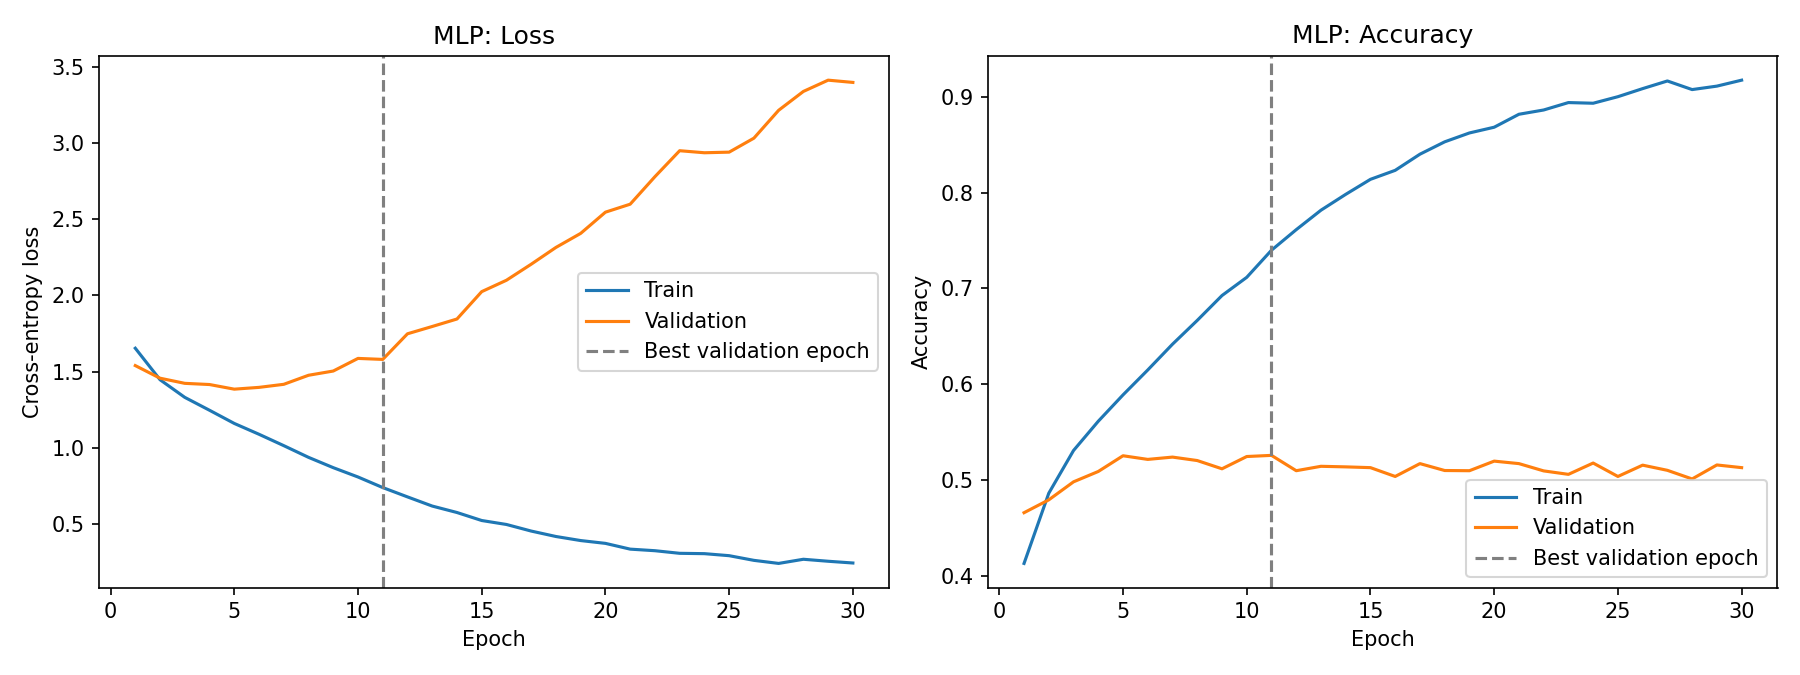 MLP: Loss
Cross-entropy loss
3.5
3.0
2.5
2.0
1.5
1.0
0.5
Train
Validation
Best validation epoch
0 5 10 15 20 25 30
Epoch
MLP: Accuracy
Accuracy
0.9
0.8
0.7
0.6
0.5
0.4
Train
Validation
Best validation epoch
0 5 10 15 20 25 30
Epoch